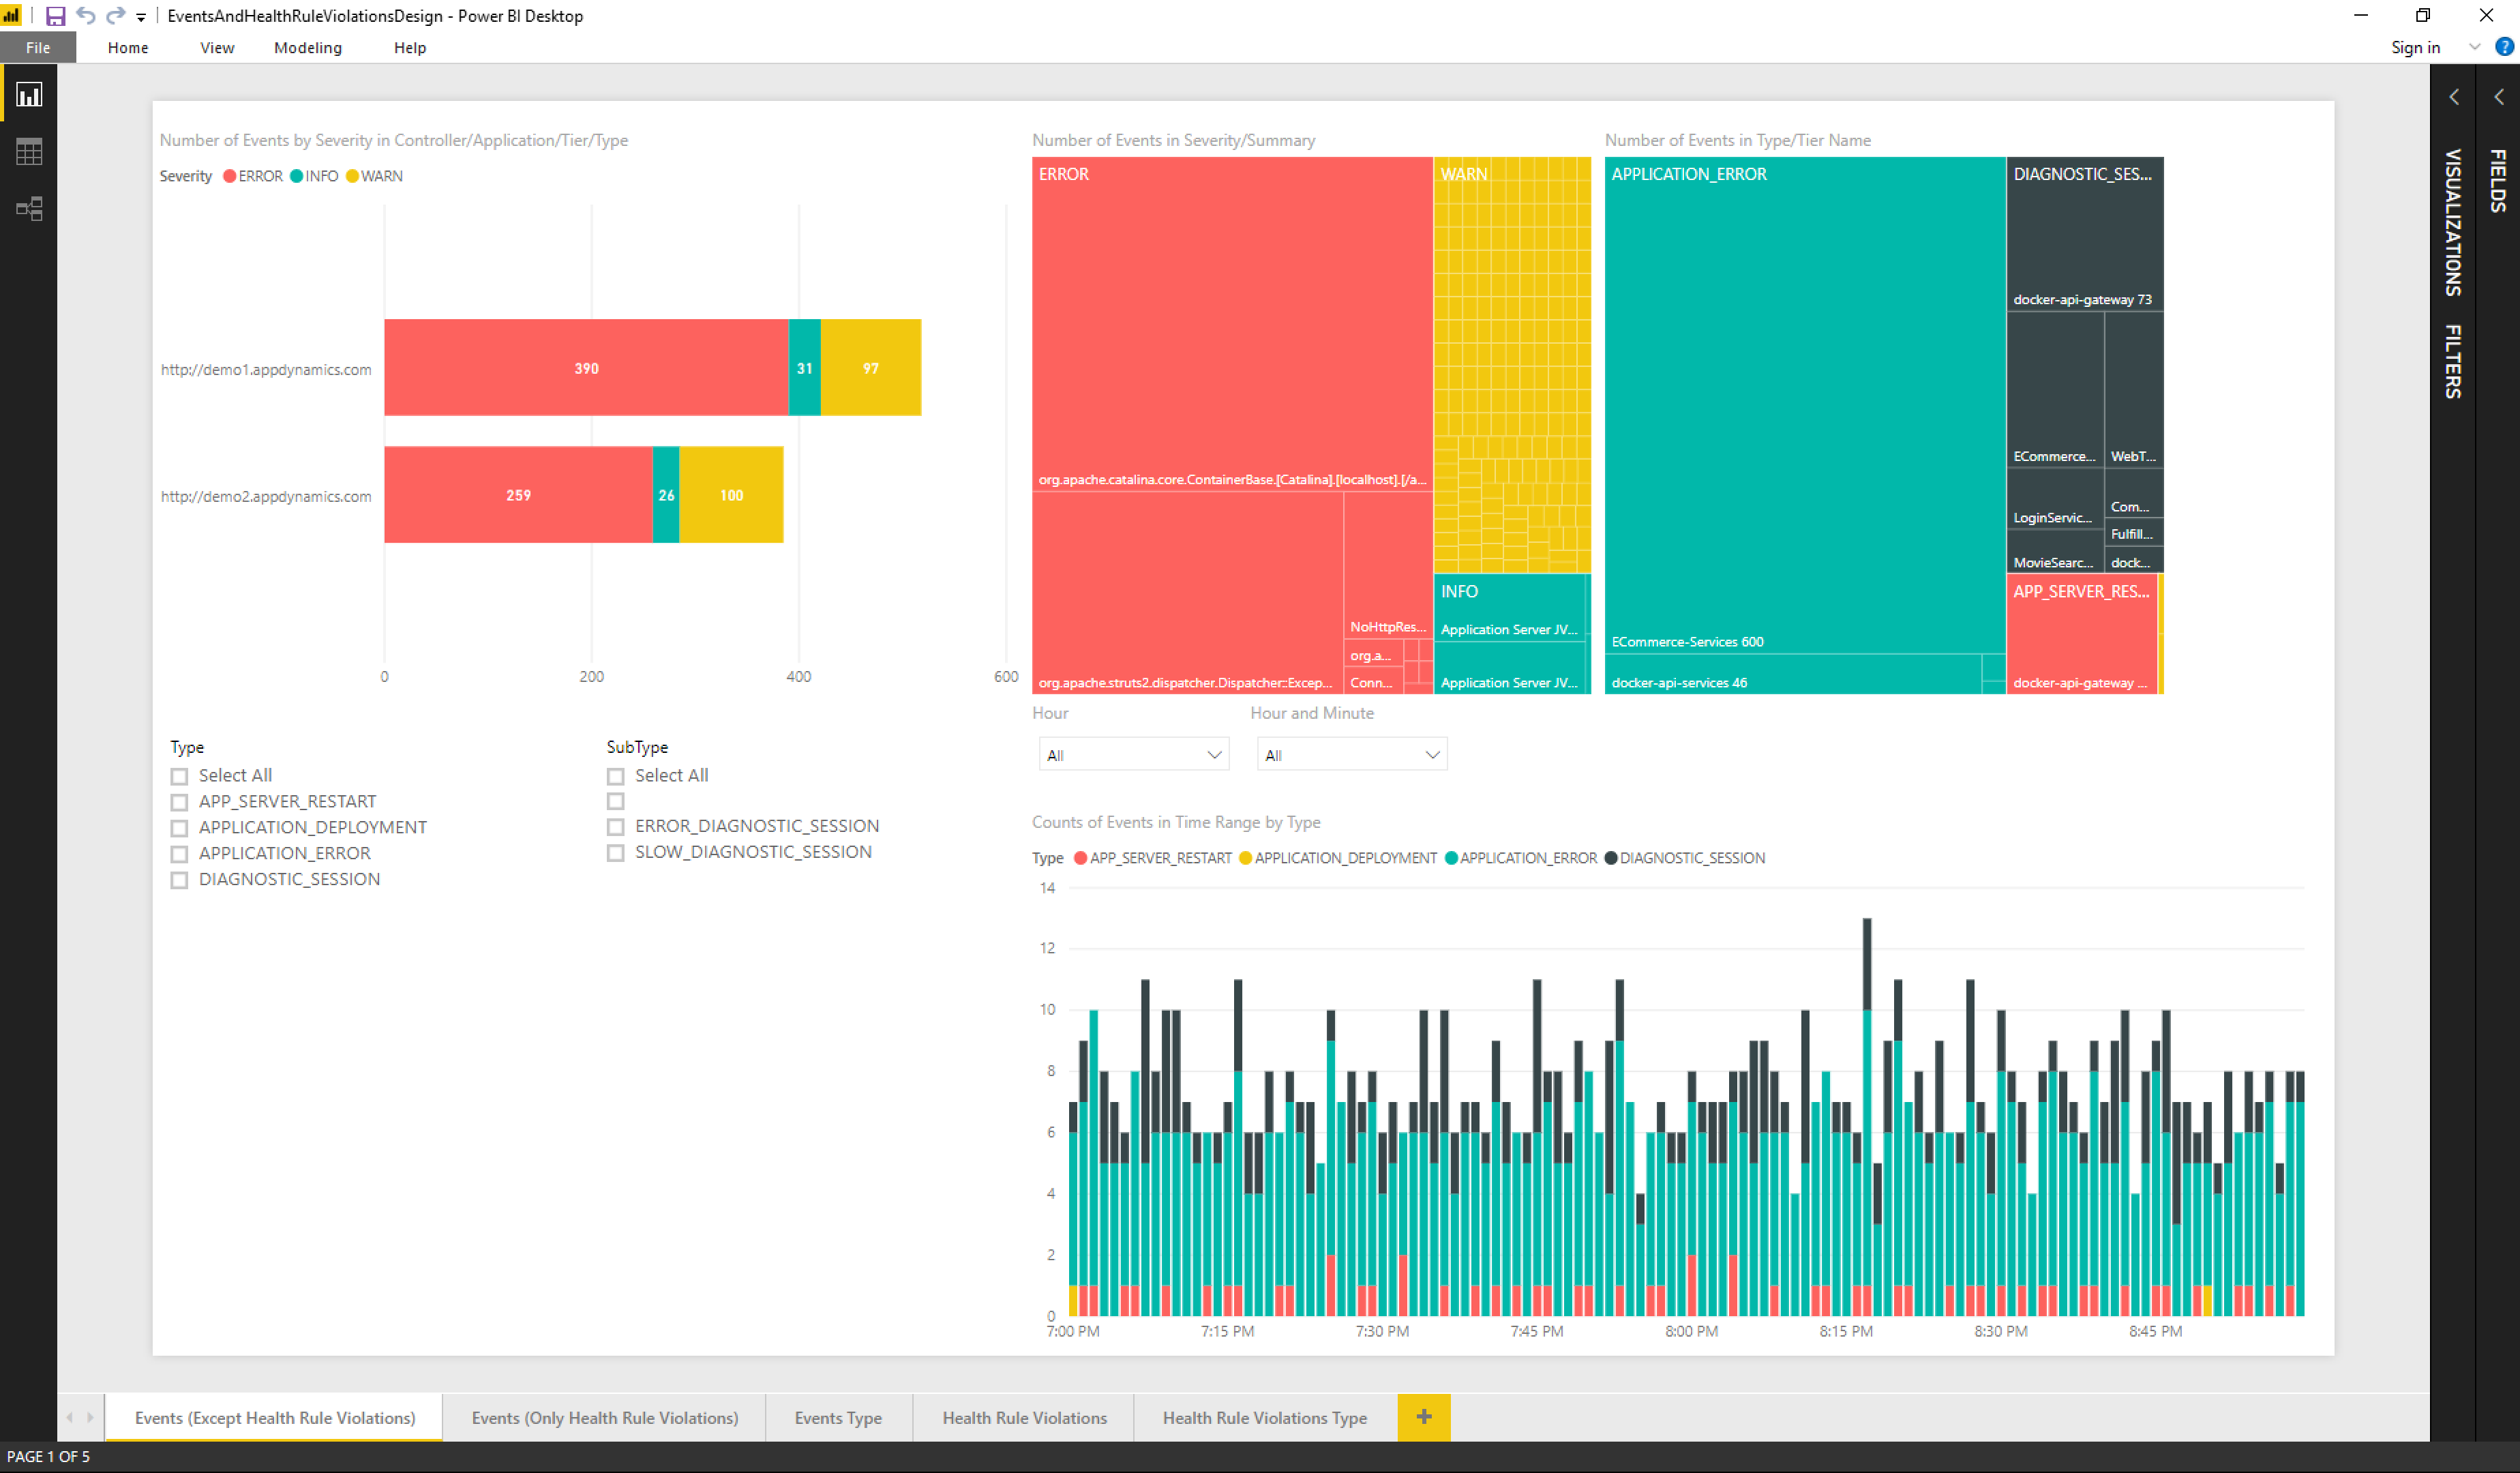 EventsAndHealthRuleViolationsDesign - Power BI Desktop
File Home View Modeling Help
Sign in
?
Number of Events by Severity in Controller/Application/Tier/Type
Severity ERROR INFO WARN
http://demo1.appdynamics.com
390 31 97
http://demo2.appdynamics.com
259 26 100
0 200 400 600
Number of Events in Severity/Summary
ERROR
org.apache.catalina.core.ContainerBase.[Catalina].[localhost].[/a...
org.apache.struts2.dispatcher.Dispatcher::Excep...
NoHttpRes...
org.a...
Conn...
WARN
INFO
Application Server JV...
Application Server JV...
Number of Events in Type/Tier Name
APPLICATION_ERROR
ECommerce-Services 600
docker-api-services 46
DIAGNOSTIC_SES...
docker-api-gateway 73
ECommerce...
WebT...
LoginServic...
Com...
Fulfill...
MovieSearc...
dock...
APP_SERVER_RES...
docker-api-gateway ...
Hour
All
Hour and Minute
All
Type
Select All
APP_SERVER_RESTART
APPLICATION_DEPLOYMENT
APPLICATION_ERROR
DIAGNOSTIC_SESSION
SubType
Select All
ERROR_DIAGNOSTIC_SESSION
SLOW_DIAGNOSTIC_SESSION
Counts of Events in Time Range by Type
Type APP_SERVER_RESTART APPLICATION_DEPLOYMENT APPLICATION_ERROR DIAGNOSTIC_SESSION
14
12
10
8
6
4
2
0
7:00 PM 7:15 PM 7:30 PM 7:45 PM 8:00 PM 8:15 PM 8:30 PM 8:45 PM
VISUALIZATIONS
FILTERS
FIELDS
Events (Except Health Rule Violations)
Events (Only Health Rule Violations)
Events Type
Health Rule Violations
Health Rule Violations Type
PAGE 1 OF 5